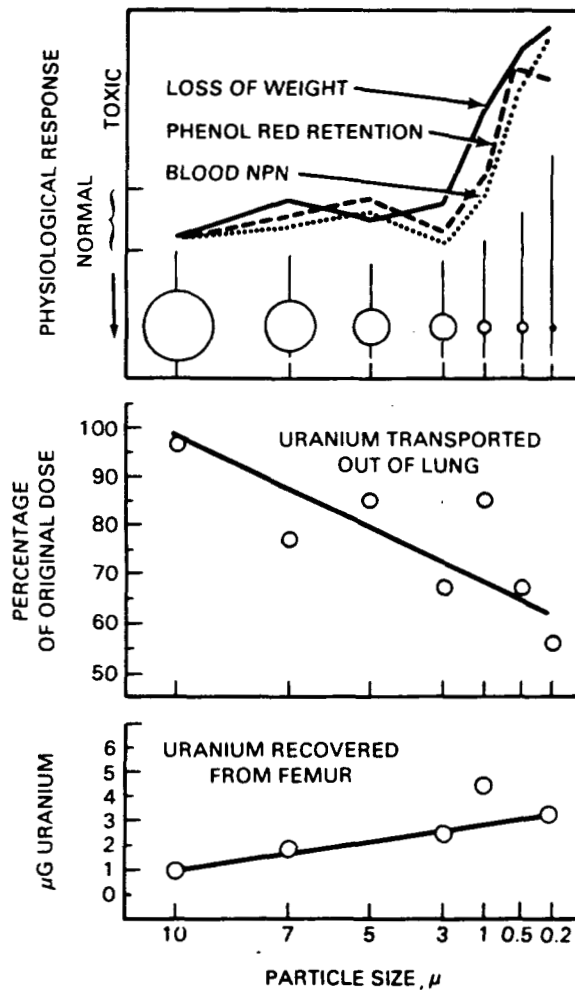 PHYSIOLOGICAL RESPONSE
NORMAL
TOXIC
LOSS OF WEIGHT
PHENOL RED RETENTION
BLOOD NPN
PERCENTAGE
OF ORIGINAL DOSE
100
90
80
70
60
50
URANIUM TRANSPORTED
OUT OF LUNG
μG URANIUM
6
5
4
3
2
1
0
URANIUM RECOVERED
FROM FEMUR
10 7 5 3 1 0.5 0.2
PARTICLE SIZE, μ